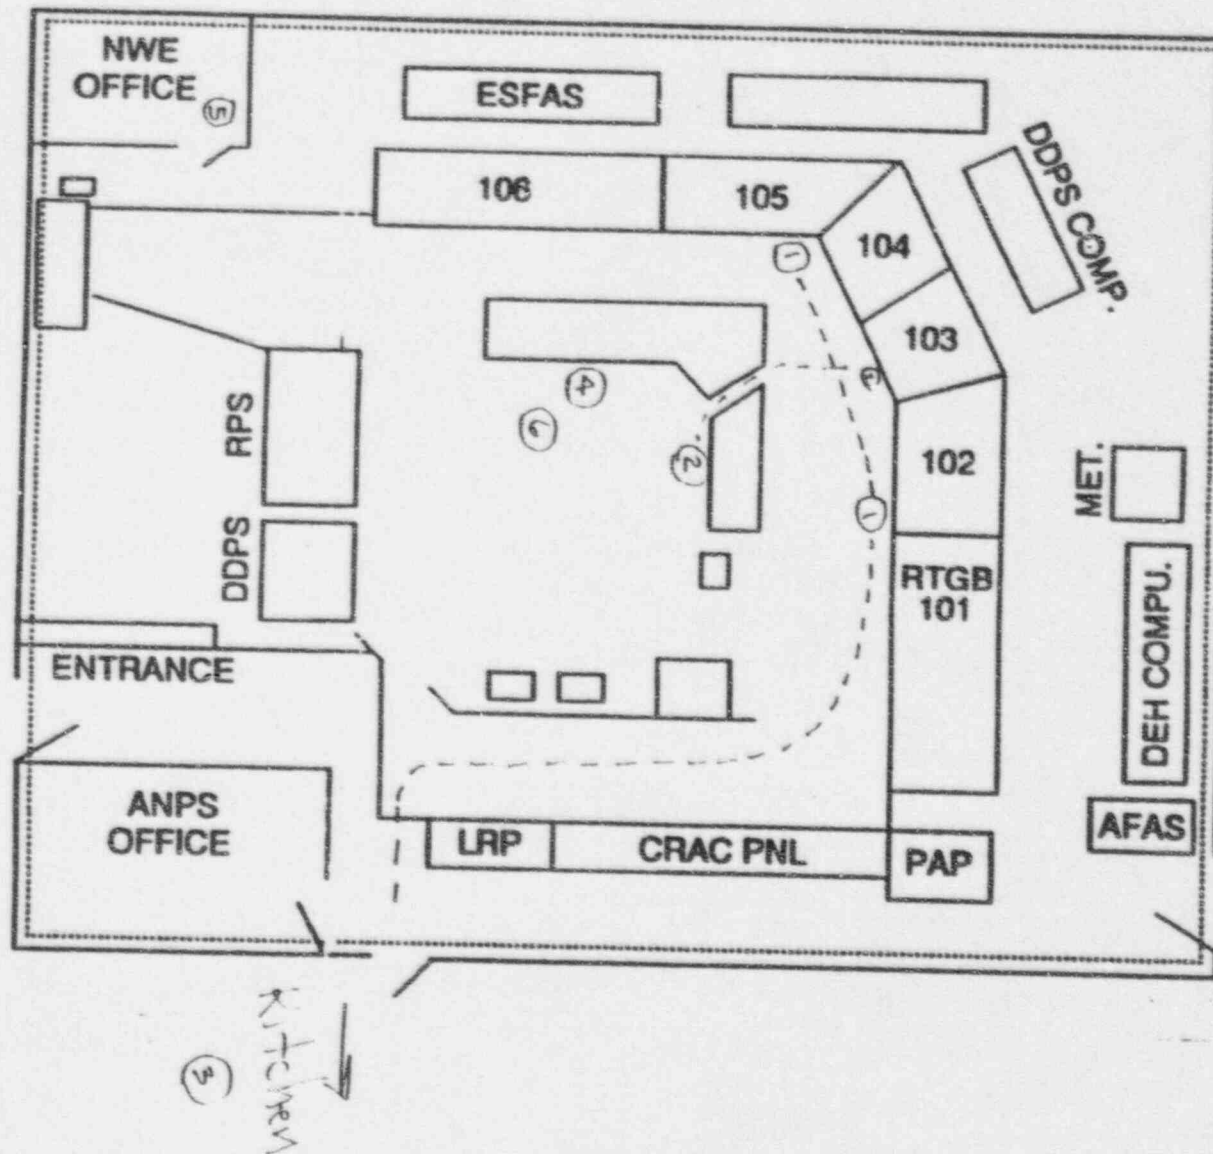 NWE
OFFICE
5
ESFAS
DDPS COMP.
106
105
104
1
103
2
4
6
2
RPS
102
MET.
1
DDPS
RTGB
101
DEH COMPU.
ENTRANCE
ANPS
OFFICE
LRP
CRAC PNL
PAP
AFAS
Kitchen
3